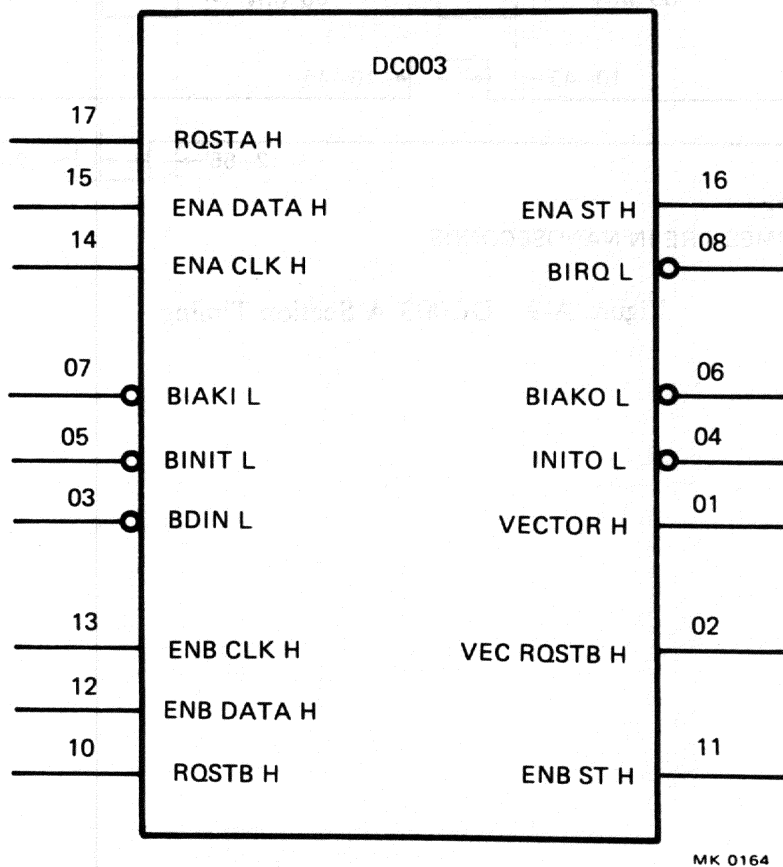 DC003
17
RQSTA H
15
ENA DATA H
16
ENA ST H
14
ENA CLK H
08
BIRQ L
07
BIAKI L
06
BIAKO L
05
BINIT L
04
INITO L
03
BDIN L
01
VECTOR H
13
ENB CLK H
02
VEC RQSTB H
12
ENB DATA H
10
RQSTB H
11
ENB ST H
MK 0164